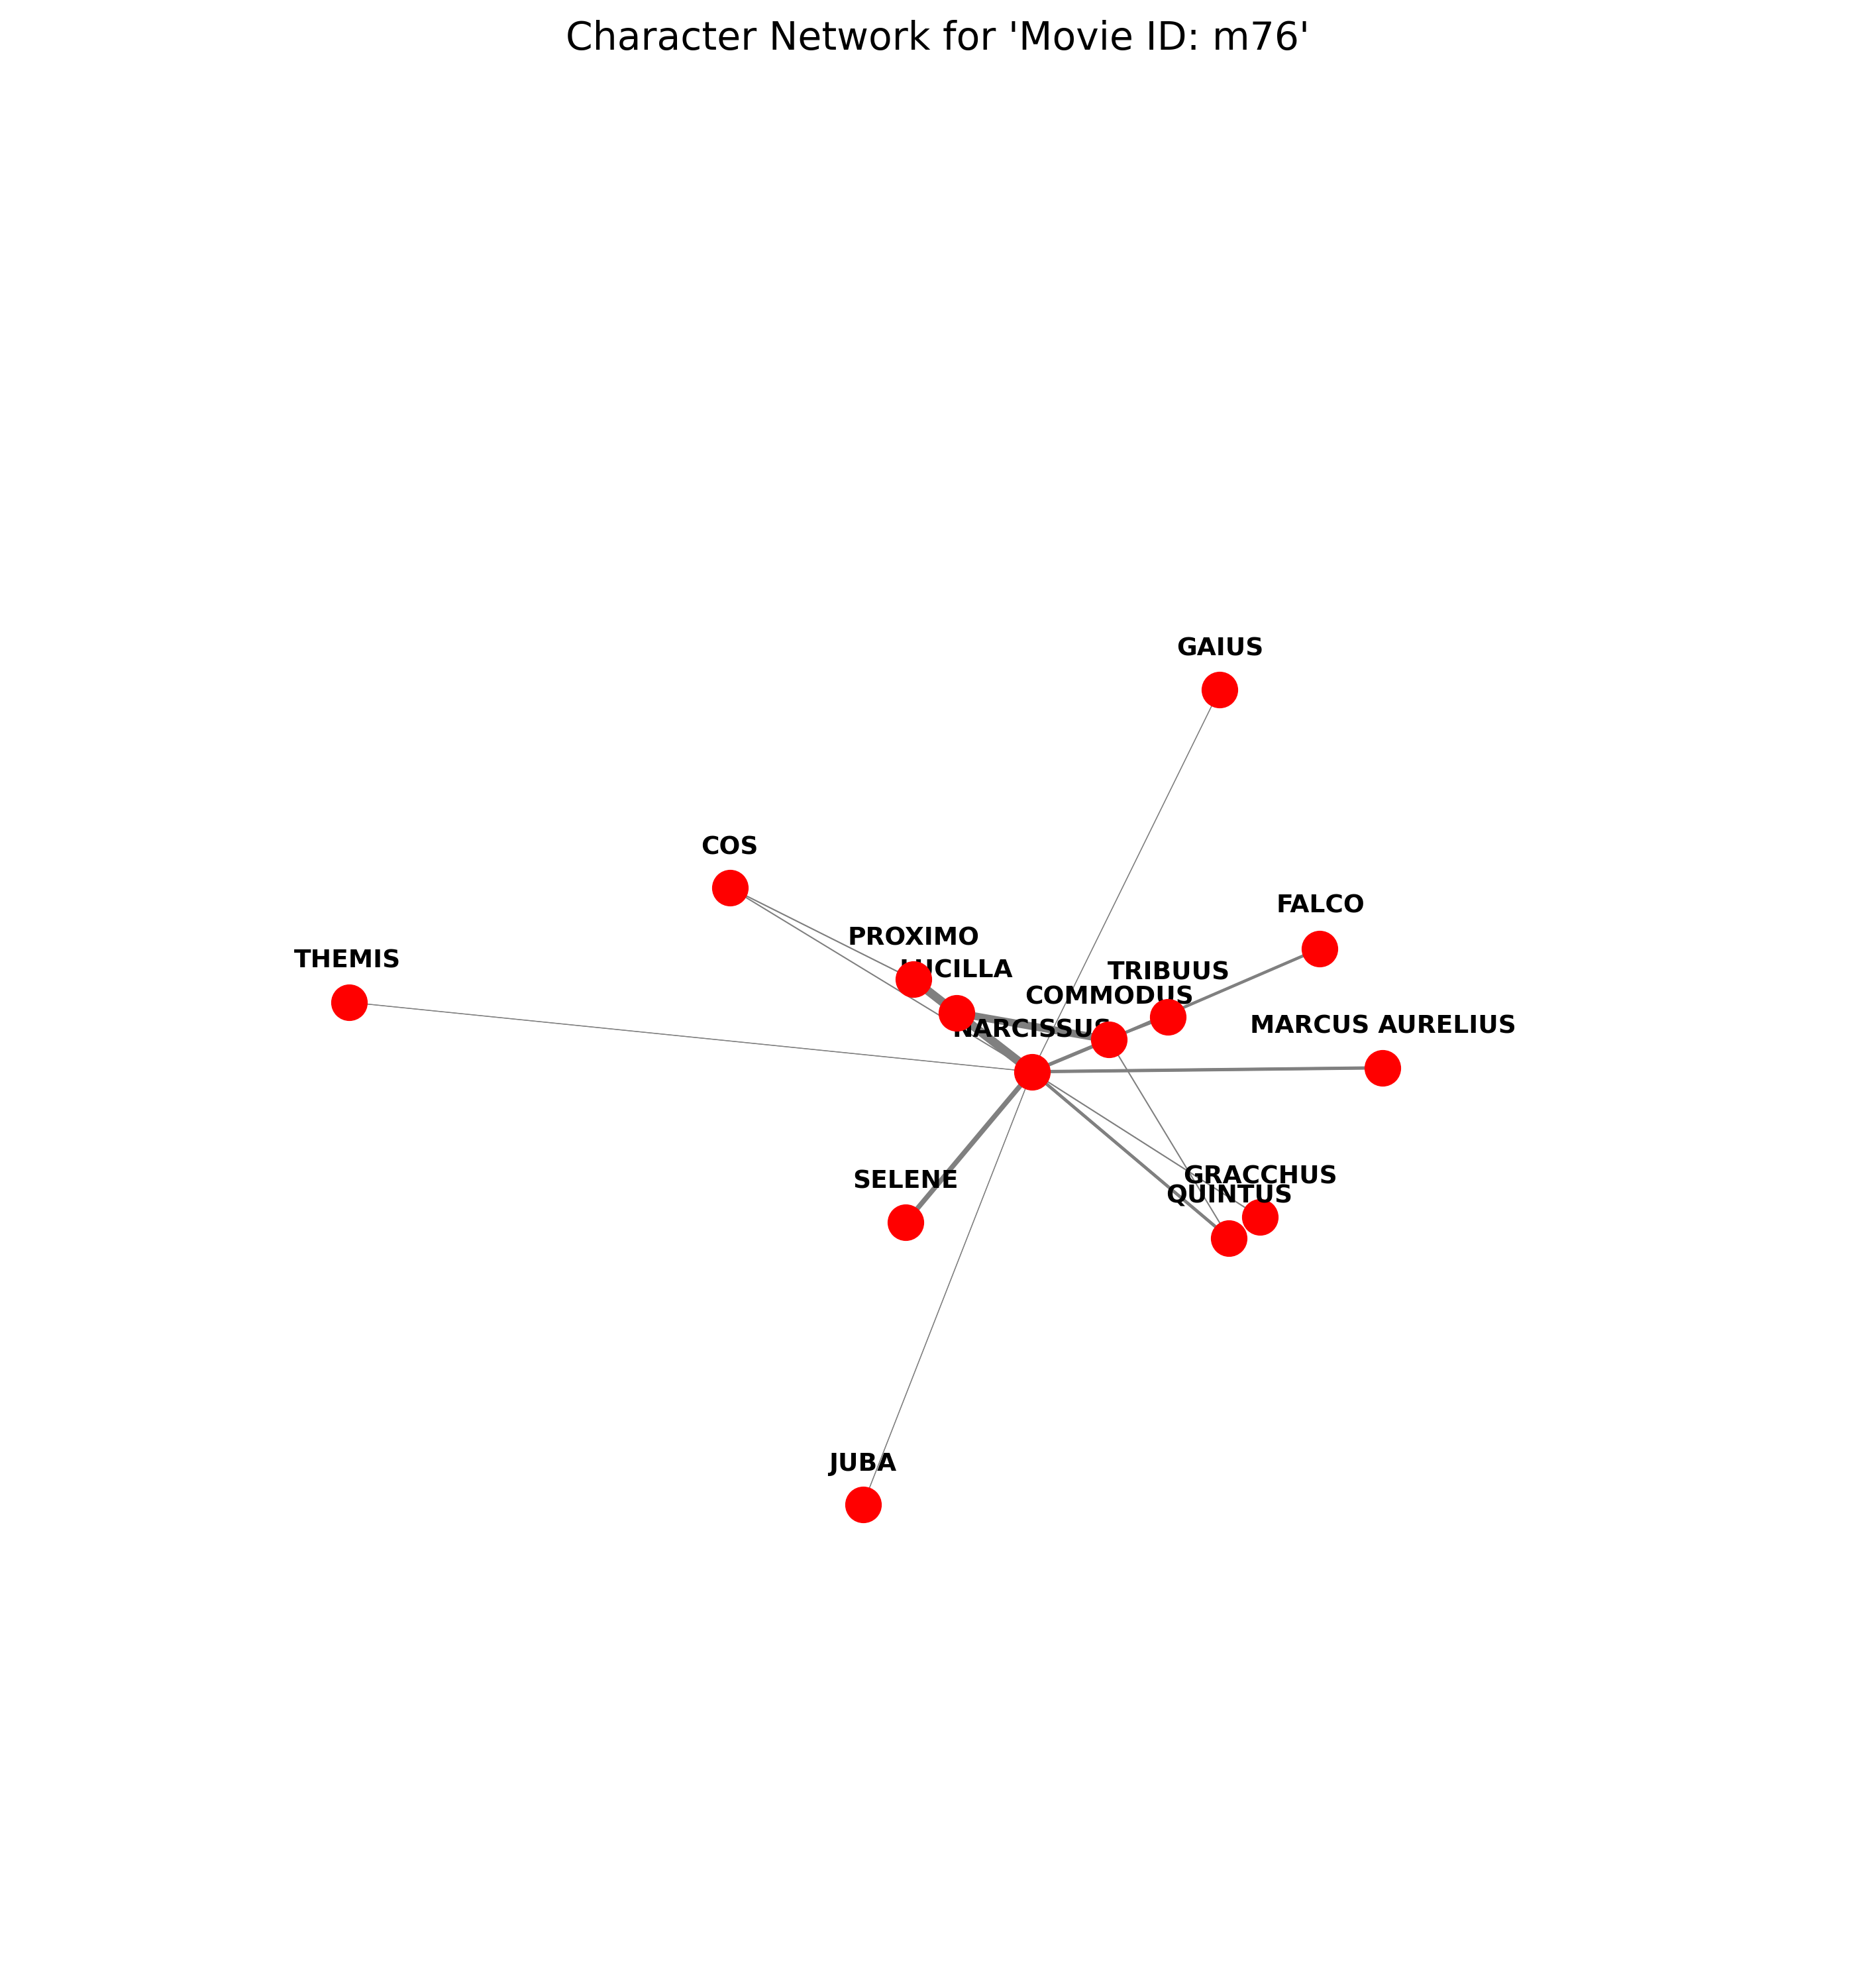 Character Network for 'Movie ID: m76'
GAIUS
COS
FALCO
PROXIMO
THEMIS
LUCILLA
TRIBUUS
COMMODUS
MARCUS AURELIUS
NARCISSUS
GRACCHUS
SELENE
QUINTUS
JUBA